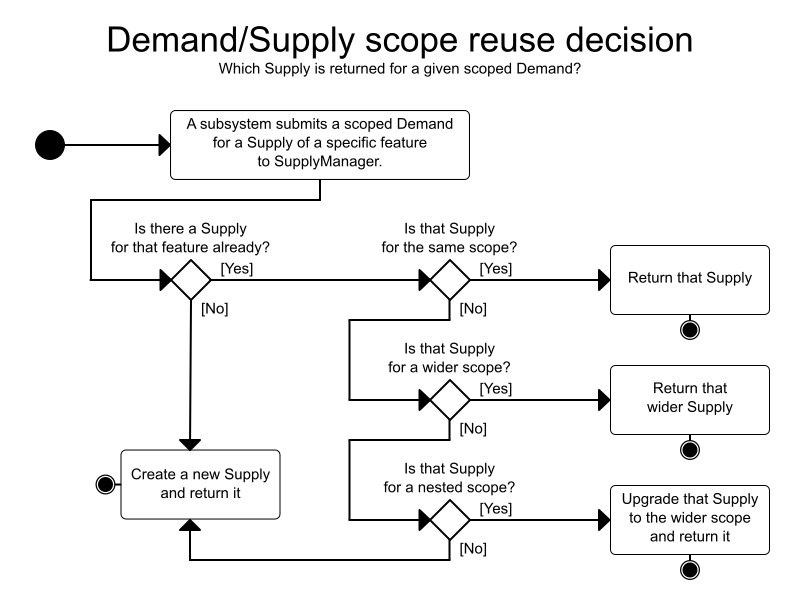 Demand/Supply scope reuse decision
Which Supply is returned for a given scoped Demand?
A subsystem submits a scoped Demand
for a Supply of a specific feature
to SupplyManager.
Is there a Supply
for that feature already?
[Yes]
[No]
Is that Supply
for the same scope?
[Yes]
[No]
Return that Supply
Is that Supply
for a wider scope?
[Yes]
[No]
Return that
wider Supply
Is that Supply
for a nested scope?
[Yes]
[No]
Upgrade that Supply
to the wider scope
and return it
Create a new Supply
and return it